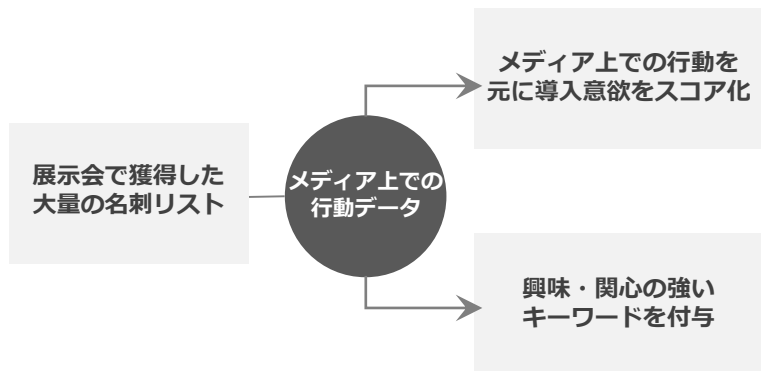 展示会で獲得した
大量の名刺リスト
メディア上での
行動データ
メディア上での行動を
元に導入意欲をスコア化
興味・関心の強い
キーワードを付与